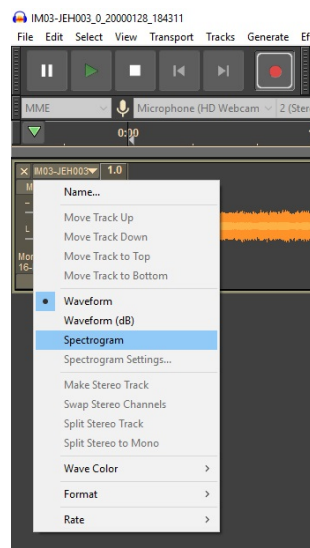 IM03-JEH003_0_20000128_184311
File Edit Select View Transport Tracks Generate
MME Microphone (HD Webcam 2 (Ster
0:00
× IM03-JEH003 1.0
M
L
Mor
16-
Name...
Move Track Up
Move Track Down
Move Track to Top
Move Track to Bottom
Waveform
Waveform (dB)
Spectrogram
Spectrogram Settings...
Make Stereo Track
Swap Stereo Channels
Split Stereo Track
Split Stereo to Mono
Wave Color
Format
Rate